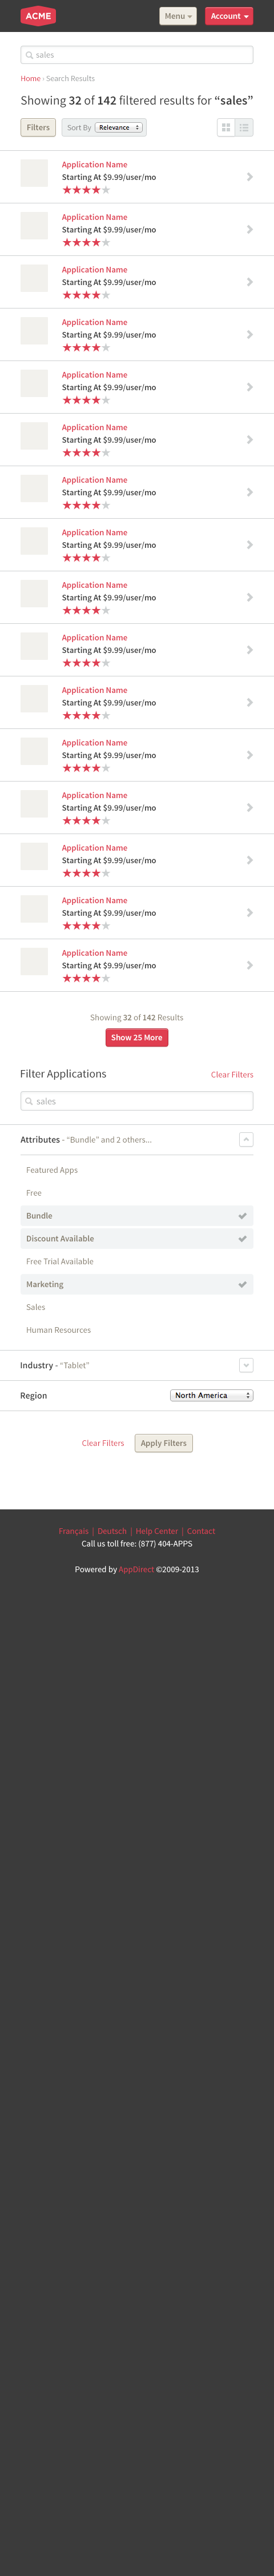 ACME
Menu
Account
sales
Home › Search Results
Showing 32 of 142 filtered results for “sales”
Filters
Sort By Relevance
Application Name
Starting At $9.99/user/mo
Application Name
Starting At $9.99/user/mo
Application Name
Starting At $9.99/user/mo
Application Name
Starting At $9.99/user/mo
Application Name
Starting At $9.99/user/mo
Application Name
Starting At $9.99/user/mo
Application Name
Starting At $9.99/user/mo
Application Name
Starting At $9.99/user/mo
Application Name
Starting At $9.99/user/mo
Application Name
Starting At $9.99/user/mo
Application Name
Starting At $9.99/user/mo
Application Name
Starting At $9.99/user/mo
Application Name
Starting At $9.99/user/mo
Application Name
Starting At $9.99/user/mo
Application Name
Starting At $9.99/user/mo
Application Name
Starting At $9.99/user/mo
Showing 32 of 142 Results
Show 25 More
Filter Applications
Clear Filters
sales
Attributes - “Bundle” and 2 others...
Featured Apps
Free
Bundle
Discount Available
Free Trial Available
Marketing
Sales
Human Resources
Industry - “Tablet”
Region
North America
Clear Filters
Apply Filters
Français | Deutsch | Help Center | Contact
Call us toll free: (877) 404-APPS
Powered by AppDirect ©2009-2013